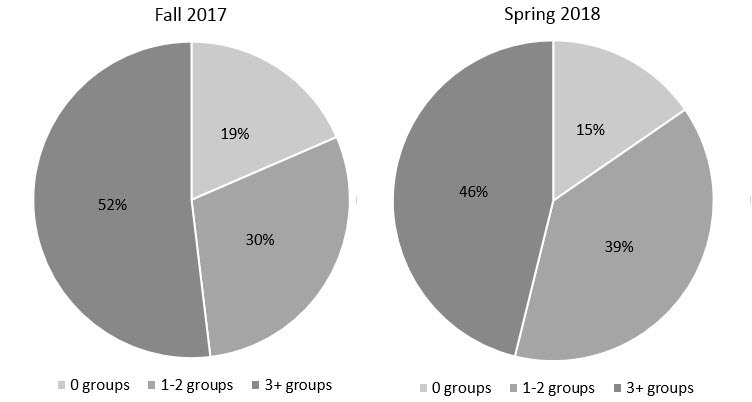 Fall 2017
19%
52%
30%
0 groups 1-2 groups 3+ groups
Spring 2018
15%
46%
39%
0 groups 1-2 groups 3+ groups